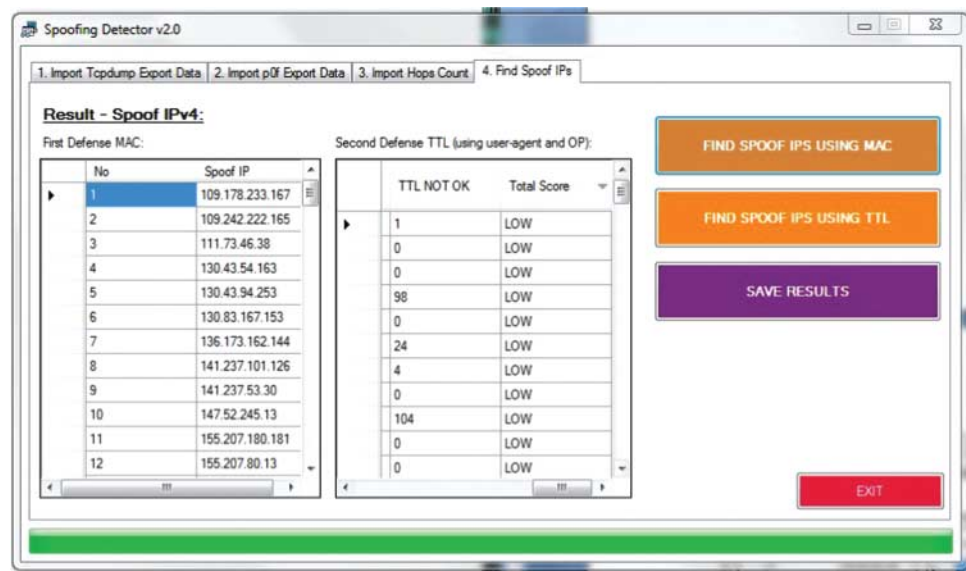 Spoofing Detector v2.0
1. Import Tcpdump Export Data 2. Import p0f Export Data 3. Import Hops Count 4. Find Spoof IPs
Result - Spoof IPv4:
First Defense MAC:
No Spoof IP
1 109.178.233.167
2 109.242.222.165
3 111.73.46.38
4 130.43.54.163
5 130.43.94.253
6 130.83.167.153
7 136.173.162.144
8 141.237.101.126
9 141.237.53.30
10 147.52.245.13
11 155.207.180.181
12 155.207.80.13
Second Defense TTL (using user-agent and OP):
TTL NOT OK Total Score
1 LOW
0 LOW
0 LOW
98 LOW
0 LOW
24 LOW
4 LOW
0 LOW
104 LOW
0 LOW
0 LOW
FIND SPOOF IPS USING MAC
FIND SPOOF IPS USING TTL
SAVE RESULTS
EXIT